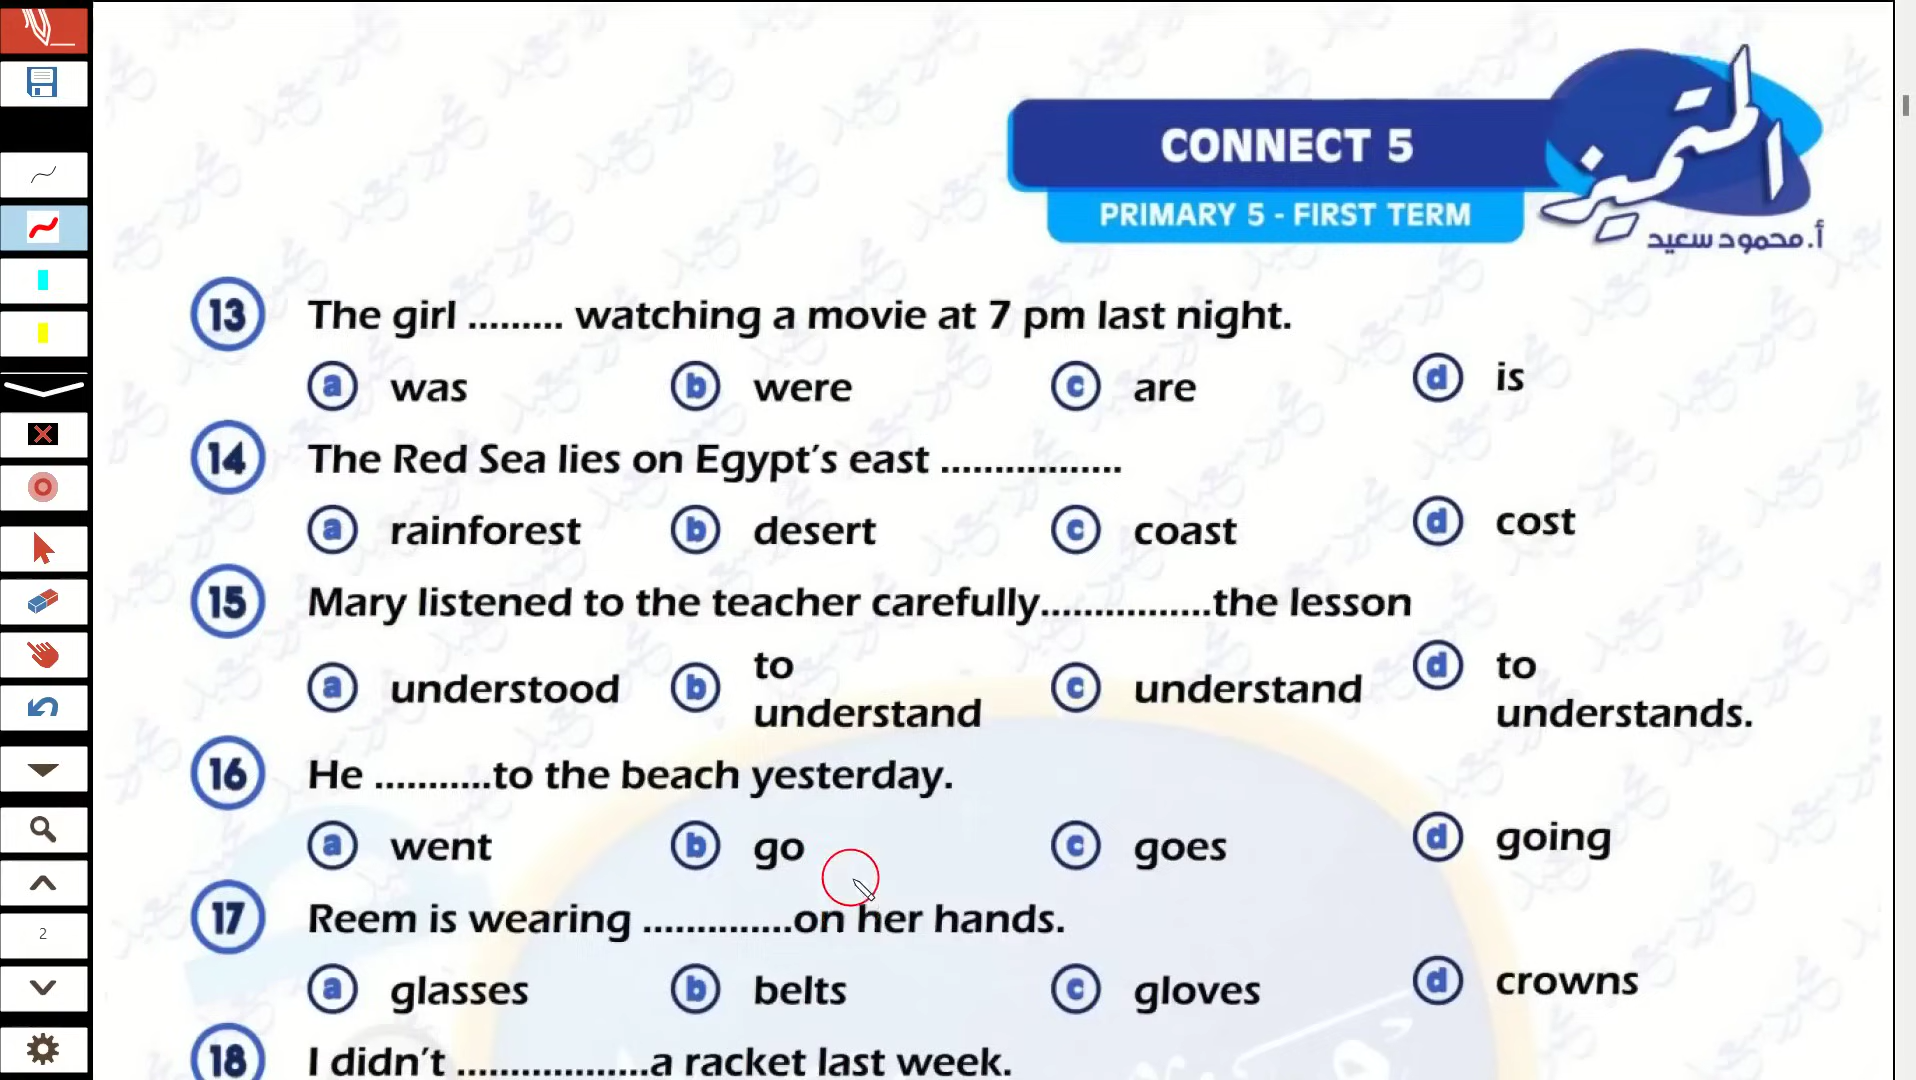 CONNECT 5
المتميز
PRIMARY 5 - FIRST TERM
أ. محمود سعيد
13 The girl ......... watching a movie at 7 pm last night.
a was b were c are d is
14 The Red Sea lies on Egypt’s east .................
a rainforest b desert c coast d cost
15 Mary listened to the teacher carefully................the lesson
a understood b to understand c understand d to understands.
16 He ...........to the beach yesterday.
a went b go c goes d going
17 Reem is wearing ..............on her hands.
a glasses b belts c gloves d crowns
18 I didn’t ..................a racket last week.
2